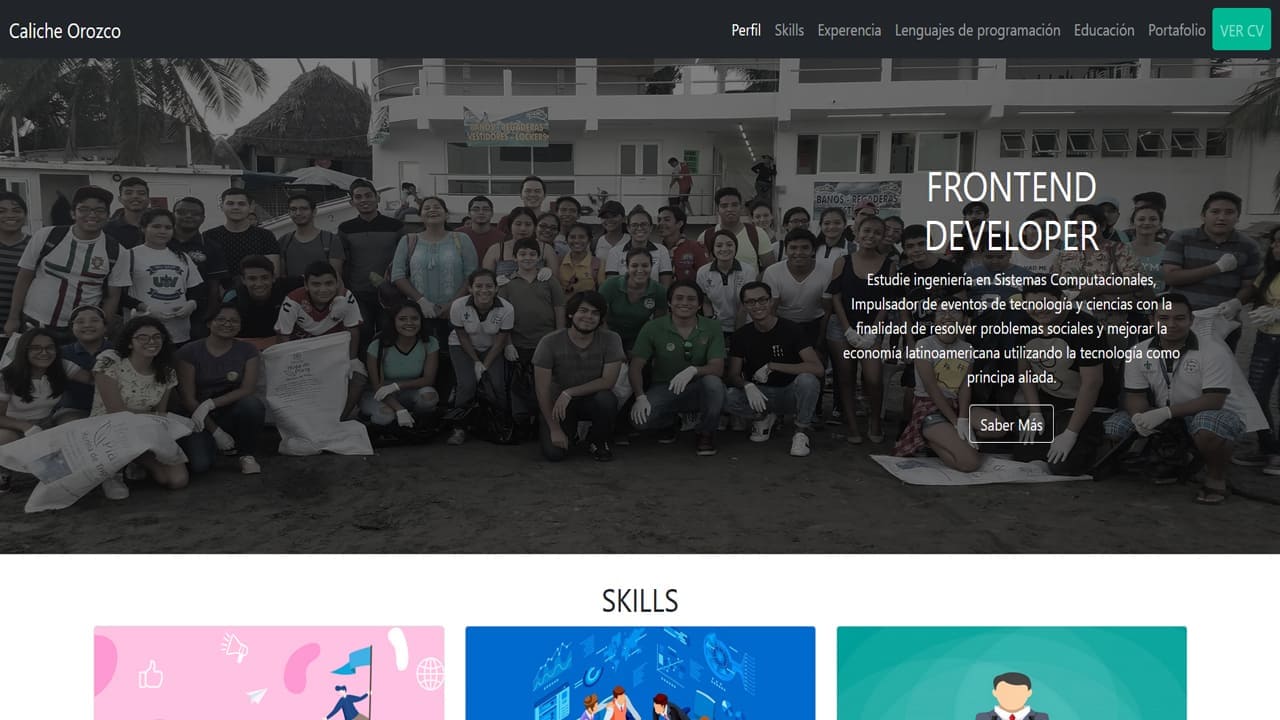 Caliche Orozco
Perfil Skills Experencia Lenguajes de programación Educación Portafolio VER CV
BAÑOS - REGADERAS
VESTIDORES - LOCKERS
BAÑOS - REGADERAS
FRONTEND
DEVELOPER
Estudie ingeniería en Sistemas Computacionales,
Impulsador de eventos de tecnología y ciencias con la
finalidad de resolver problemas sociales y mejorar la
economía latinoamericana utilizando la tecnología como
principa aliada.
Saber Más
SKILLS